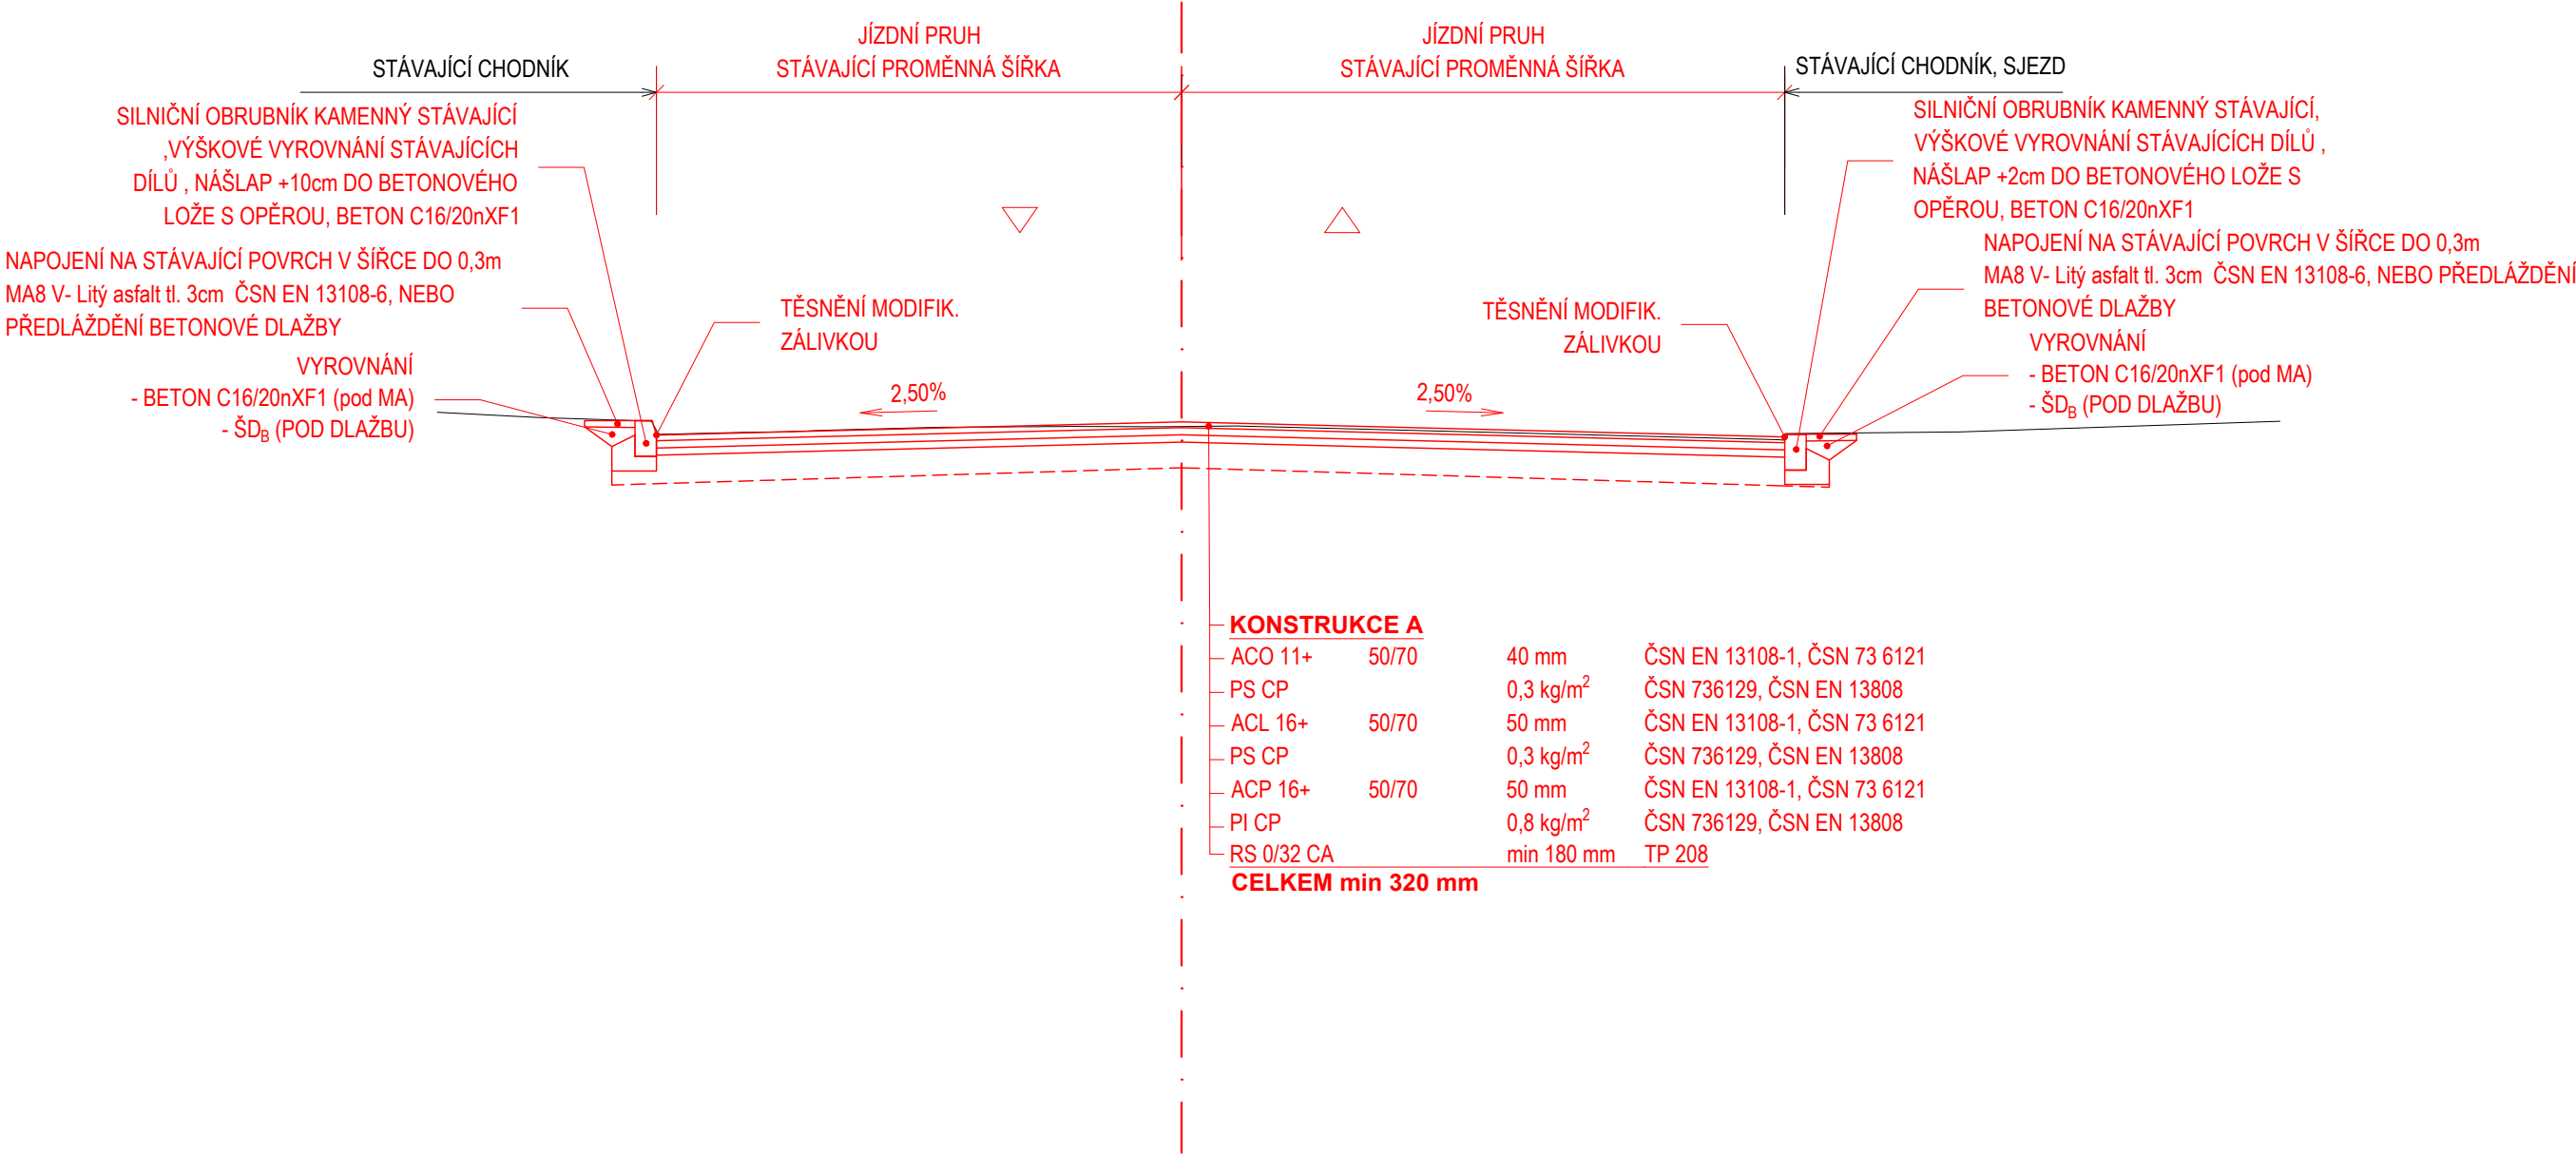 JÍZDNÍ PRUH
STÁVAJÍCÍ PROMĚNNÁ ŠÍŘKA
JÍZDNÍ PRUH
STÁVAJÍCÍ PROMĚNNÁ ŠÍŘKA
STÁVAJÍCÍ CHODNÍK
STÁVAJÍCÍ CHODNÍK, SJEZD
SILNIČNÍ OBRUBNÍK KAMENNÝ STÁVAJÍCÍ
,VÝŠKOVÉ VYROVNÁNÍ STÁVAJÍCÍCH
DÍLŮ , NÁŠLAP +10cm DO BETONOVÉHO
LOŽE S OPĚROU, BETON C16/20nXF1
SILNIČNÍ OBRUBNÍK KAMENNÝ STÁVAJÍCÍ,
VÝŠKOVÉ VYROVNÁNÍ STÁVAJÍCÍCH DÍLŮ ,
NÁŠLAP +2cm DO BETONOVÉHO LOŽE S
OPĚROU, BETON C16/20nXF1
NAPOJENÍ NA STÁVAJÍCÍ POVRCH V ŠÍŘCE DO 0,3m
MA8 V- Litý asfalt tl. 3cm ČSN EN 13108-6, NEBO
PŘEDLÁŽDĚNÍ BETONOVÉ DLAŽBY
NAPOJENÍ NA STÁVAJÍCÍ POVRCH V ŠÍŘCE DO 0,3m
MA8 V- Litý asfalt tl. 3cm ČSN EN 13108-6, NEBO PŘEDLÁŽDĚNÍ
BETONOVÉ DLAŽBY
TĚSNĚNÍ MODIFIK.
ZÁLIVKOU
TĚSNĚNÍ MODIFIK.
ZÁLIVKOU
VYROVNÁNÍ
- BETON C16/20nXF1 (pod MA)
- ŠD_B (POD DLAŽBU)
VYROVNÁNÍ
- BETON C16/20nXF1 (pod MA)
- ŠD_B (POD DLAŽBU)
2,50%
2,50%
KONSTRUKCE A
ACO 11+ 50/70 40 mm ČSN EN 13108-1, ČSN 73 6121
PS CP 0,3 kg/m² ČSN 736129, ČSN EN 13808
ACL 16+ 50/70 50 mm ČSN EN 13108-1, ČSN 73 6121
PS CP 0,3 kg/m² ČSN 736129, ČSN EN 13808
ACP 16+ 50/70 50 mm ČSN EN 13108-1, ČSN 73 6121
PI CP 0,8 kg/m² ČSN 736129, ČSN EN 13808
RS 0/32 CA min 180 mm TP 208
CELKEM min 320 mm